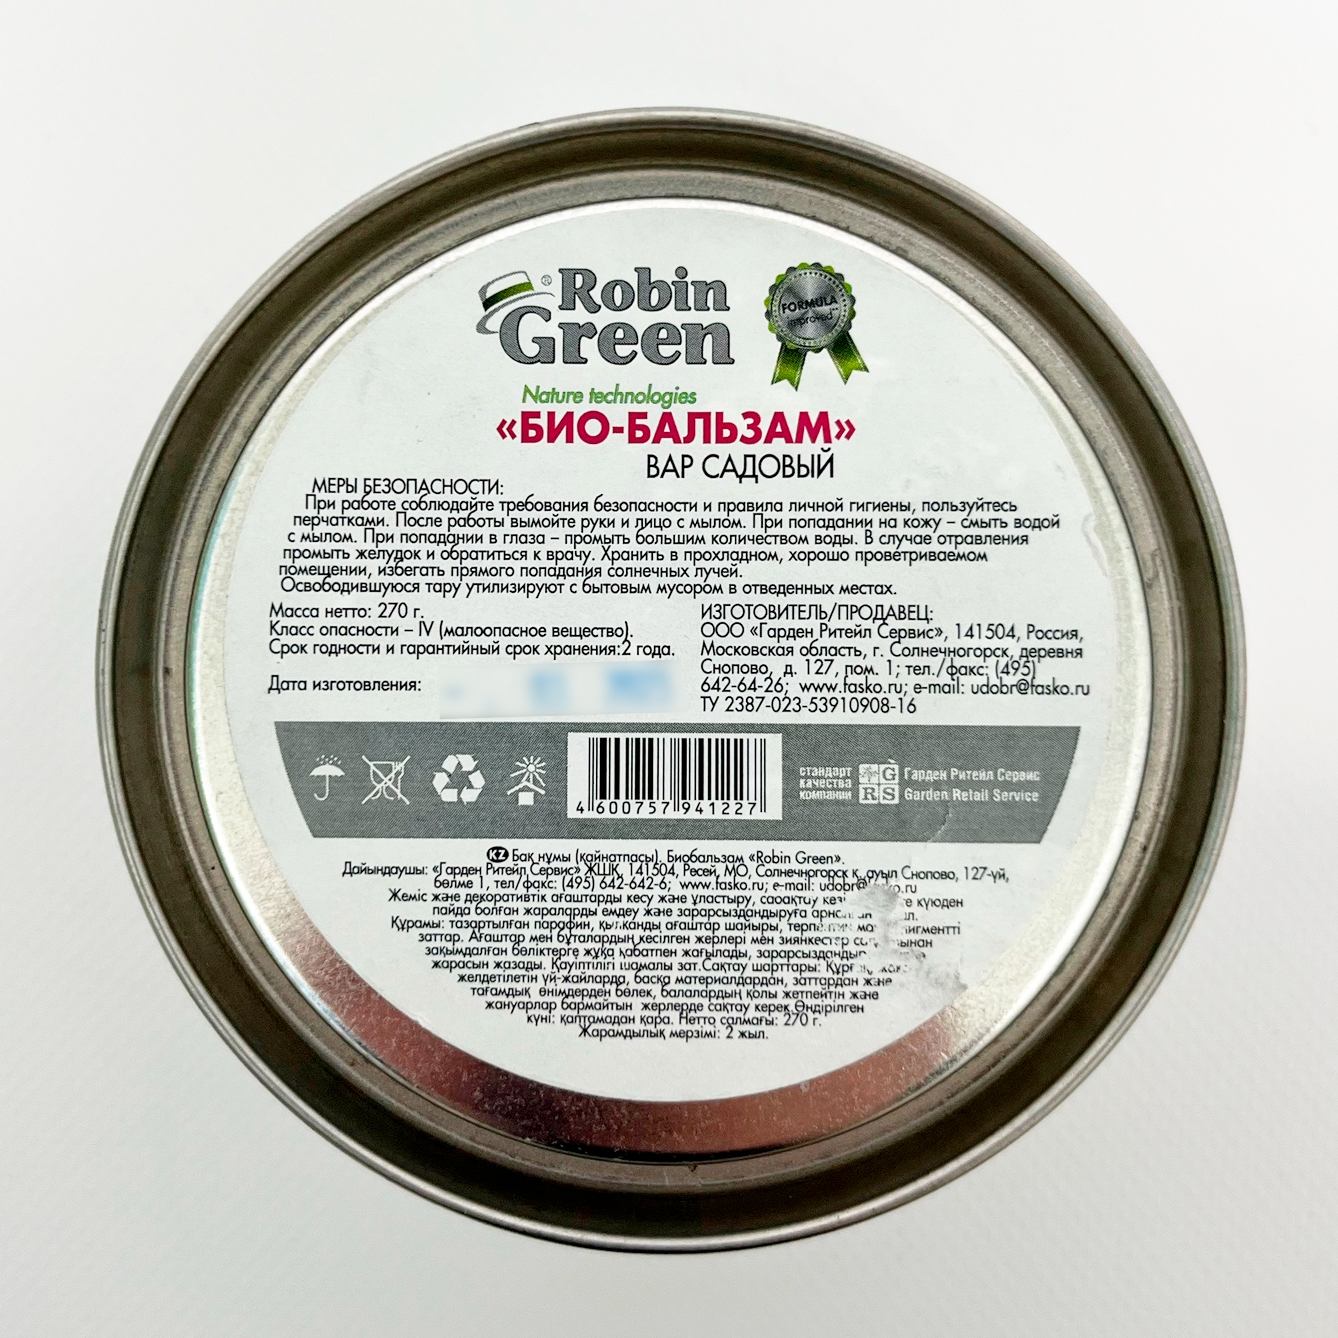 Robin
Green
®
FORMULA
improved
Nature technologies
«БИО-БАЛЬЗАМ»
ВАР САДОВЫЙ
МЕРЫ БЕЗОПАСНОСТИ:
При работе соблюдайте требования безопасности и правила личной гигиены, пользуйтесь
перчатками. После работы вымойте руки и лицо с мылом. При попадании на кожу – смыть водой
с мылом. При попадании в глаза – промыть большим количеством воды. В случае отравления
промыть желудок и обратиться к врачу. Хранить в прохладном, хорошо проветриваемом
помещении, избегать прямого попадания солнечных лучей.
Освободившуюся тару утилизируют с бытовым мусором в отведенных местах.
Масса нетто: 270 г.
Класс опасности – IV (малоопасное вещество).
Срок годности и гарантийный срок хранения:2 года.
Дата изготовления:
ИЗГОТОВИТЕЛЬ/ПРОДАВЕЦ:
ООО «Гарден Ритейл Сервис», 141504, Россия,
Московская область, г. Солнечногорск, деревня
Снопово, д. 127, пом. 1; тел./факс: (495)
642-64-26; www.fasko.ru; e-mail: udobr@fasko.ru
ТУ 2387-023-53910908-16
4 600757 941227
стандарт
качества
компании
G
RS
Гарден Ритейл Сервис
Garden Retail Service
KZ Бақ нұмы (қайнатпасы). Биобальзам «Robin Green».
Дайындаушы: «Гарден Ритейл Сервис» ЖШҚ, 141504, Ресей, МО, Солнечногорск қ.,ауыл Снопово, 127-үй,
бөлме 1, тел/факс: (495) 642-642-6; www.fasko.ru; e-mail:
Жеміс және декоративтік ағаштарды кесу және ұластыру, күюден
пайда болған жараларды емдеу және зарарсыздандыруға
Құрамы: тазартылған парафин, қылқанды ағаштар шайыры,
заттар. Ағаштар мен бұталардың кесілген жерлері мен зиянкестер
зақымдалған бөліктерге жұқа қабатпен жағылады,
жарасын жазады. Қауіптілігі шамалы зат.Сақтау шарттары:
желдетілетін үй-жайларда, басқа материалдардан, заттардан және
тағамдық өнімдерден бөлек, балалардың қолы жетпейтін және
жануарлар бармайтын жерлерде сақтау керек.Өндірілген
күні: қаптамадан қара. Нетто салмағы: 270 г.
Жарамдылық мерзімі: 2 жыл.